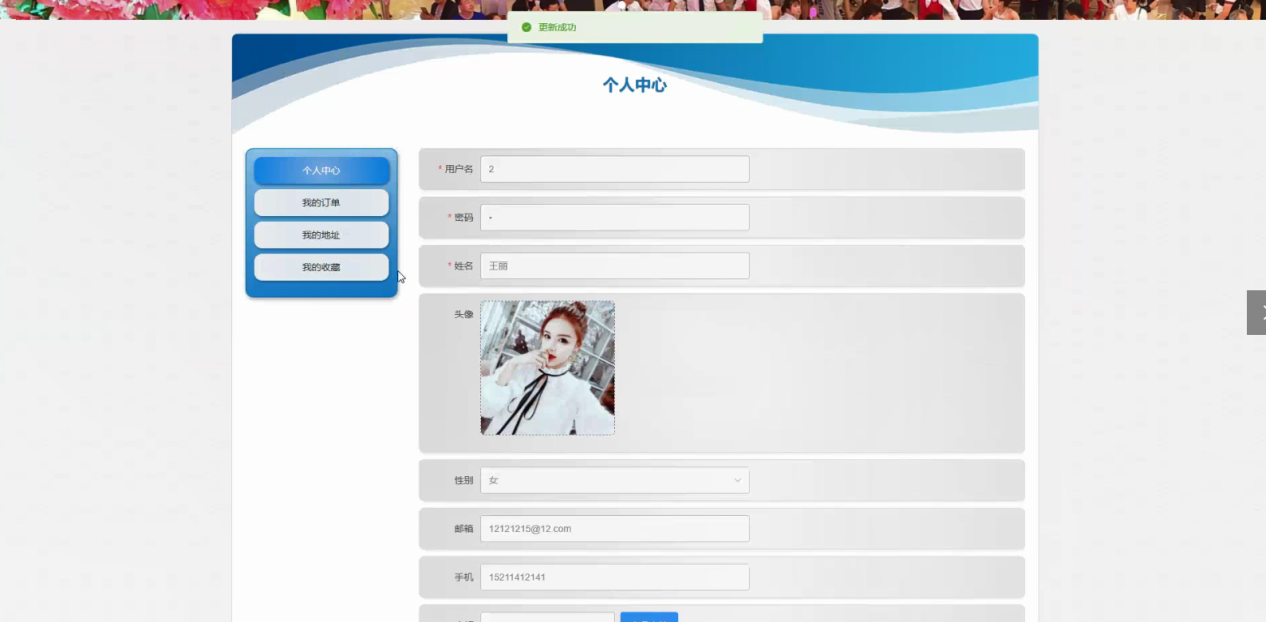 更新成功
个人中心
个人中心
我的订单
我的地址
我的收藏
* 用户名 2
* 密码
* 姓名 王丽
头像
性别 女
邮箱 12121215@12.com
手机 15211412141